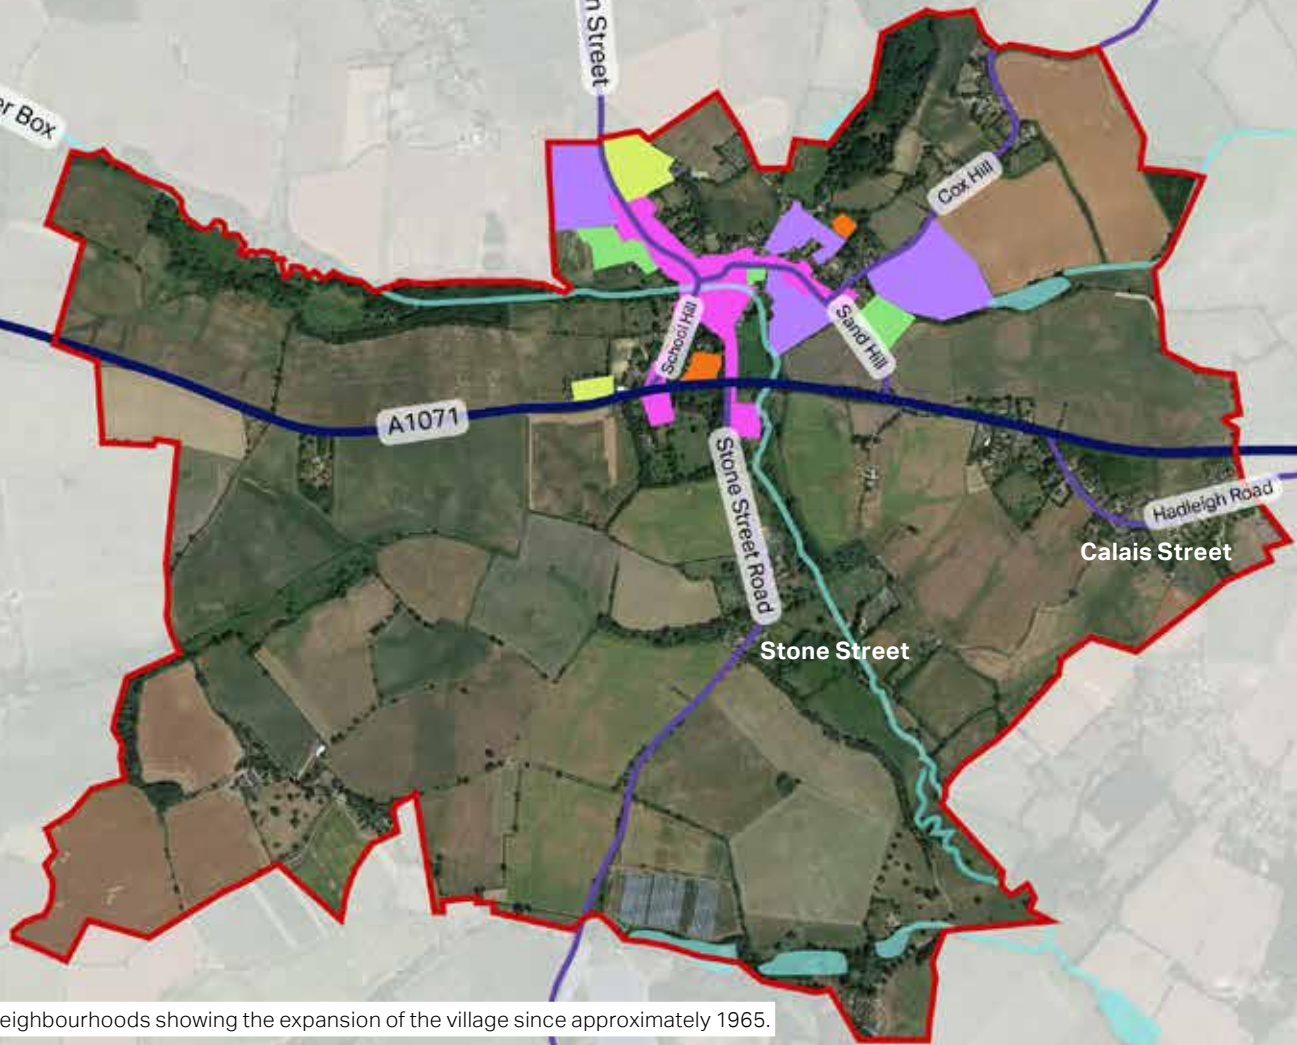 Street
Box
Cox Hill
School Hill
Sand Hill
A1071
Stone Street Road
Hadleigh Road
Calais Street
Stone Street
eighbourhoods showing the expansion of the village since approximately 1965.